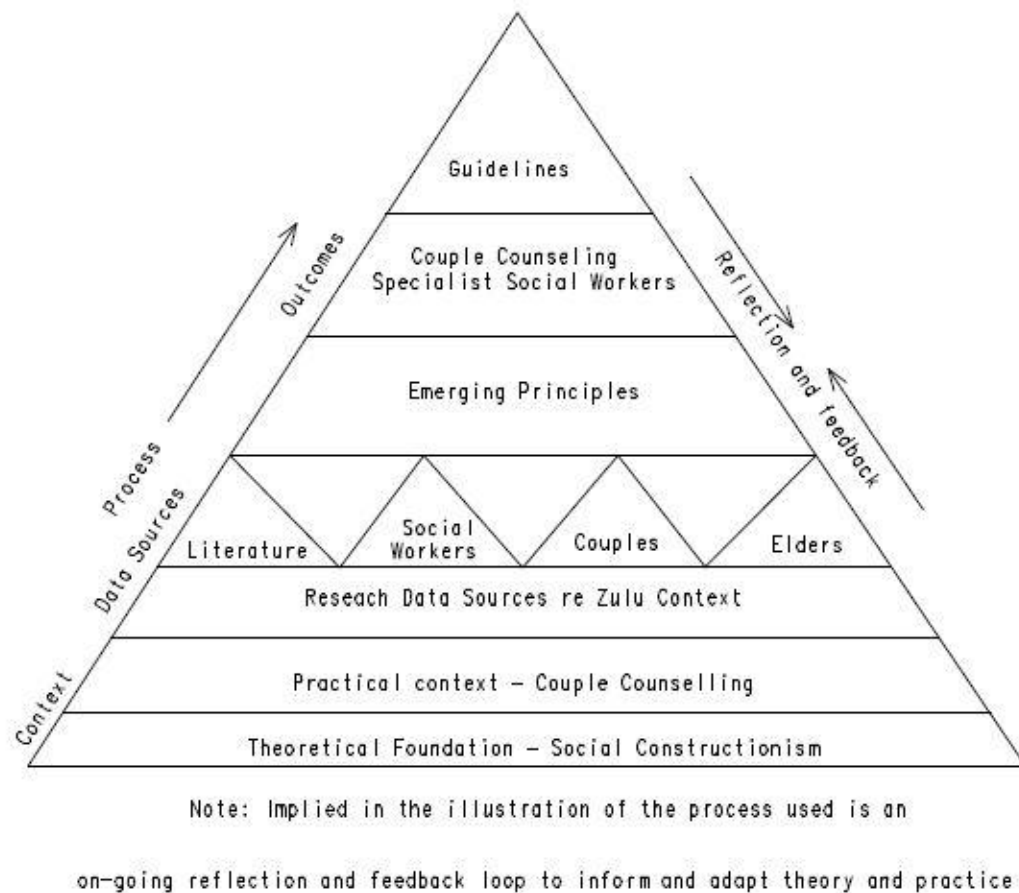 Guidelines
Outcomes
Couple Counseling
Specialist Social Workers
Reflection and feedback
Emerging Principles
Process
Data Sources
Literature
Social
Workers
Couples
Elders
Reseach Data Sources re Zulu Context
Context
Practical context – Couple Counselling
Theoretical Foundation – Social Constructionism
Note: Implied in the illustration of the process used is an
on-going reflection and feedback loop to inform and adapt theory and practice